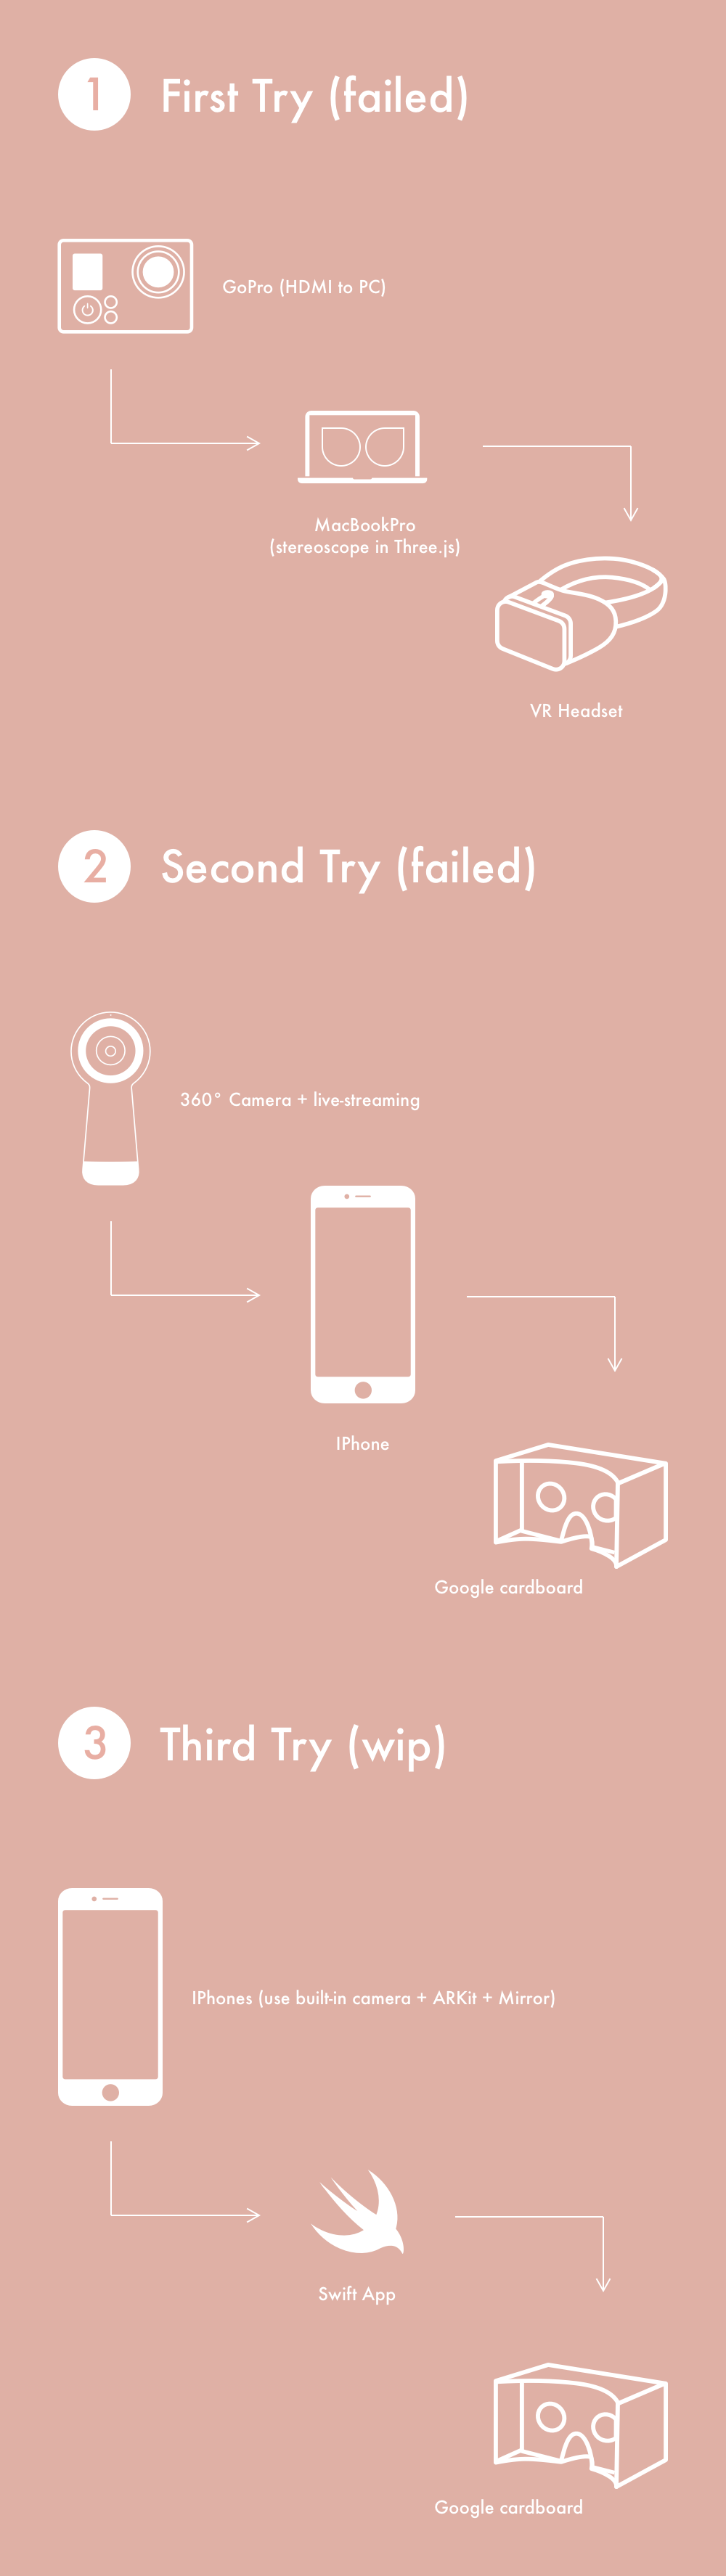 1 First Try (failed)
GoPro (HDMI to PC)
MacBookPro
(stereoscope in Three.js)
VR Headset
2 Second Try (failed)
360° Camera + live-streaming
IPhone
Google cardboard
3 Third Try (wip)
IPhones (use built-in camera + ARKit + Mirror)
Swift App
Google cardboard